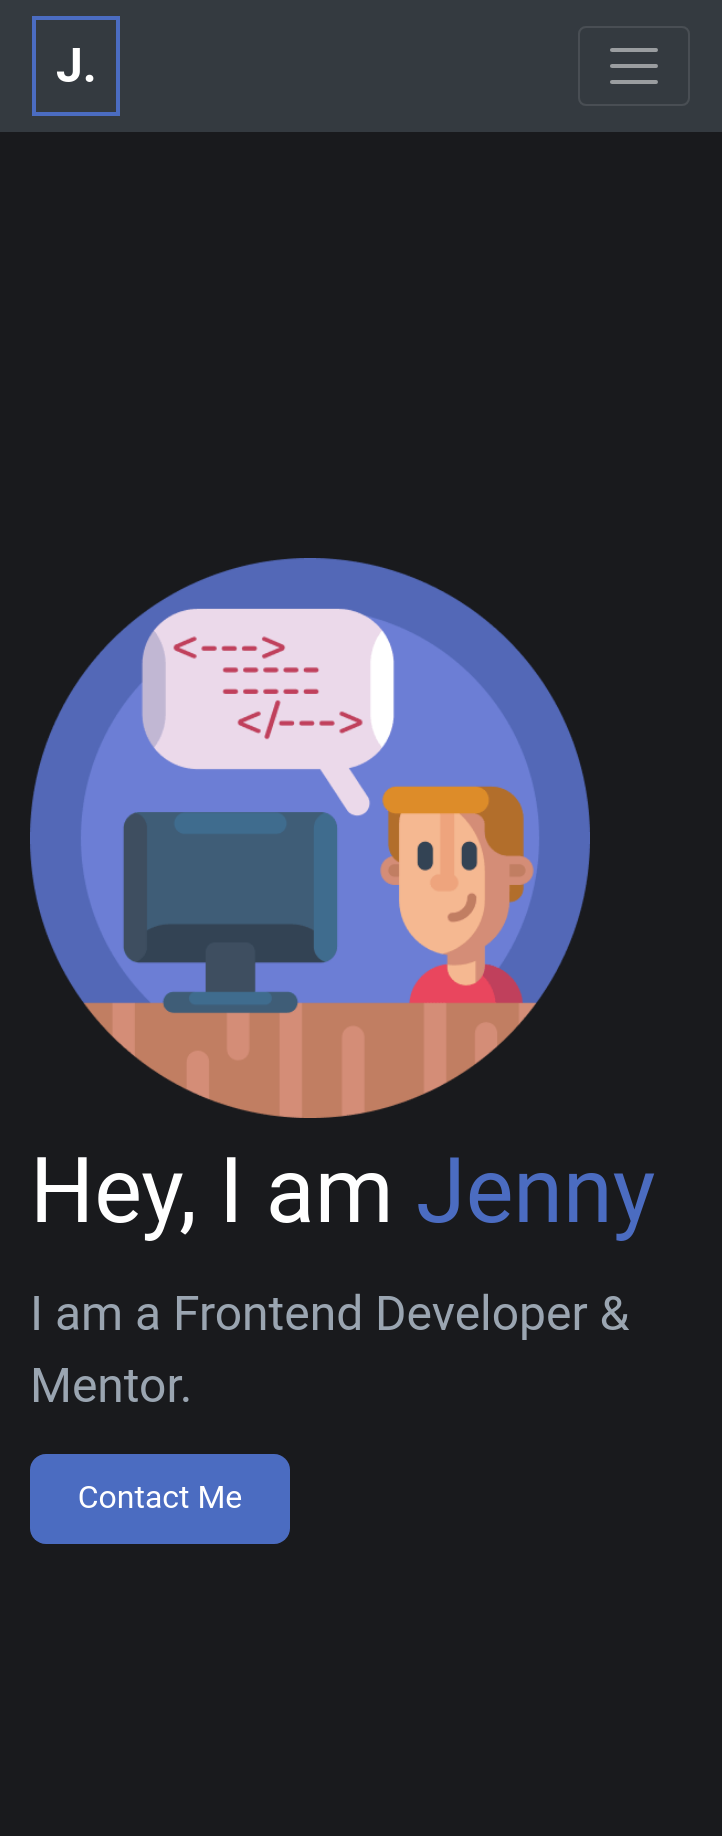 J.
<--->
-----
-----
</--->
Hey, I am Jenny
I am a Frontend Developer &
Mentor.
Contact Me